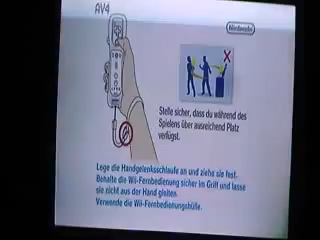 AV4
Nintendo
Stelle sicher, dass du während des
Spielens über ausreichend Platz
verfügst.
Lege die Handgelenksschlaufe an und ziehe sie fest.
Behalte die Wii-Fernbedienung sicher im Griff und lasse
sie nicht aus der Hand gleiten.
Verwende die Wii-Fernbedienungshülle.